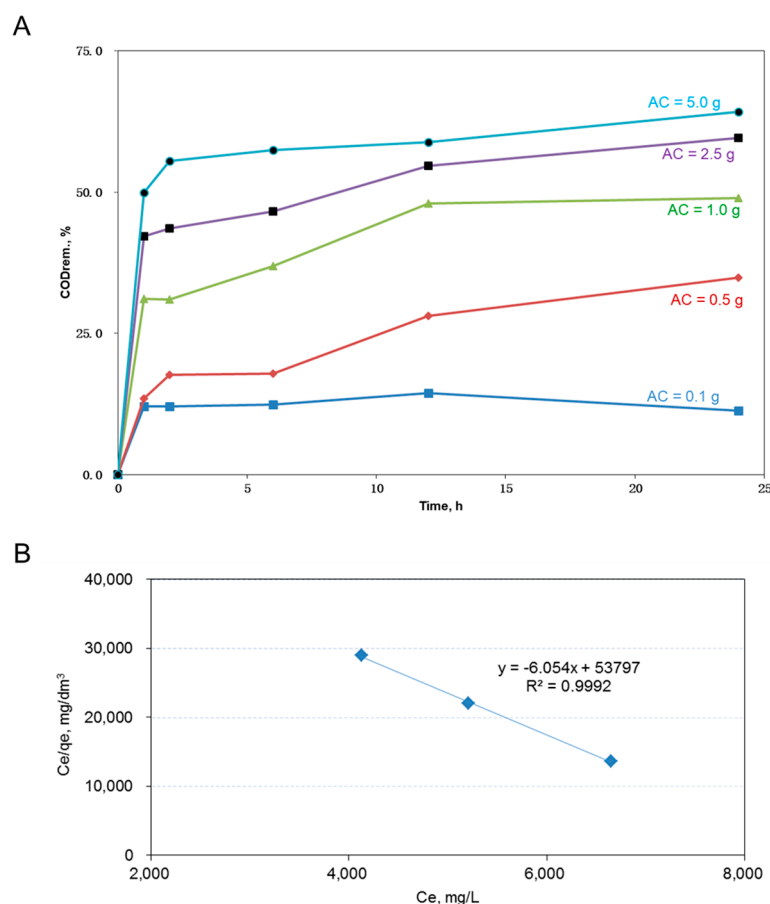 A
75. 0
50. 0
25. 0
0. 0
CODrem., %
AC = 5.0 g
AC = 2.5 g
AC = 1.0 g
AC = 0.5 g
AC = 0.1 g
0
5
10
15
20
25
Time, h
B
40,000
30,000
20,000
10,000
0
Ce/qe, mg/dm³
y = -6.054x + 53797
R² = 0.9992
2,000
4,000
6,000
8,000
Ce, mg/L